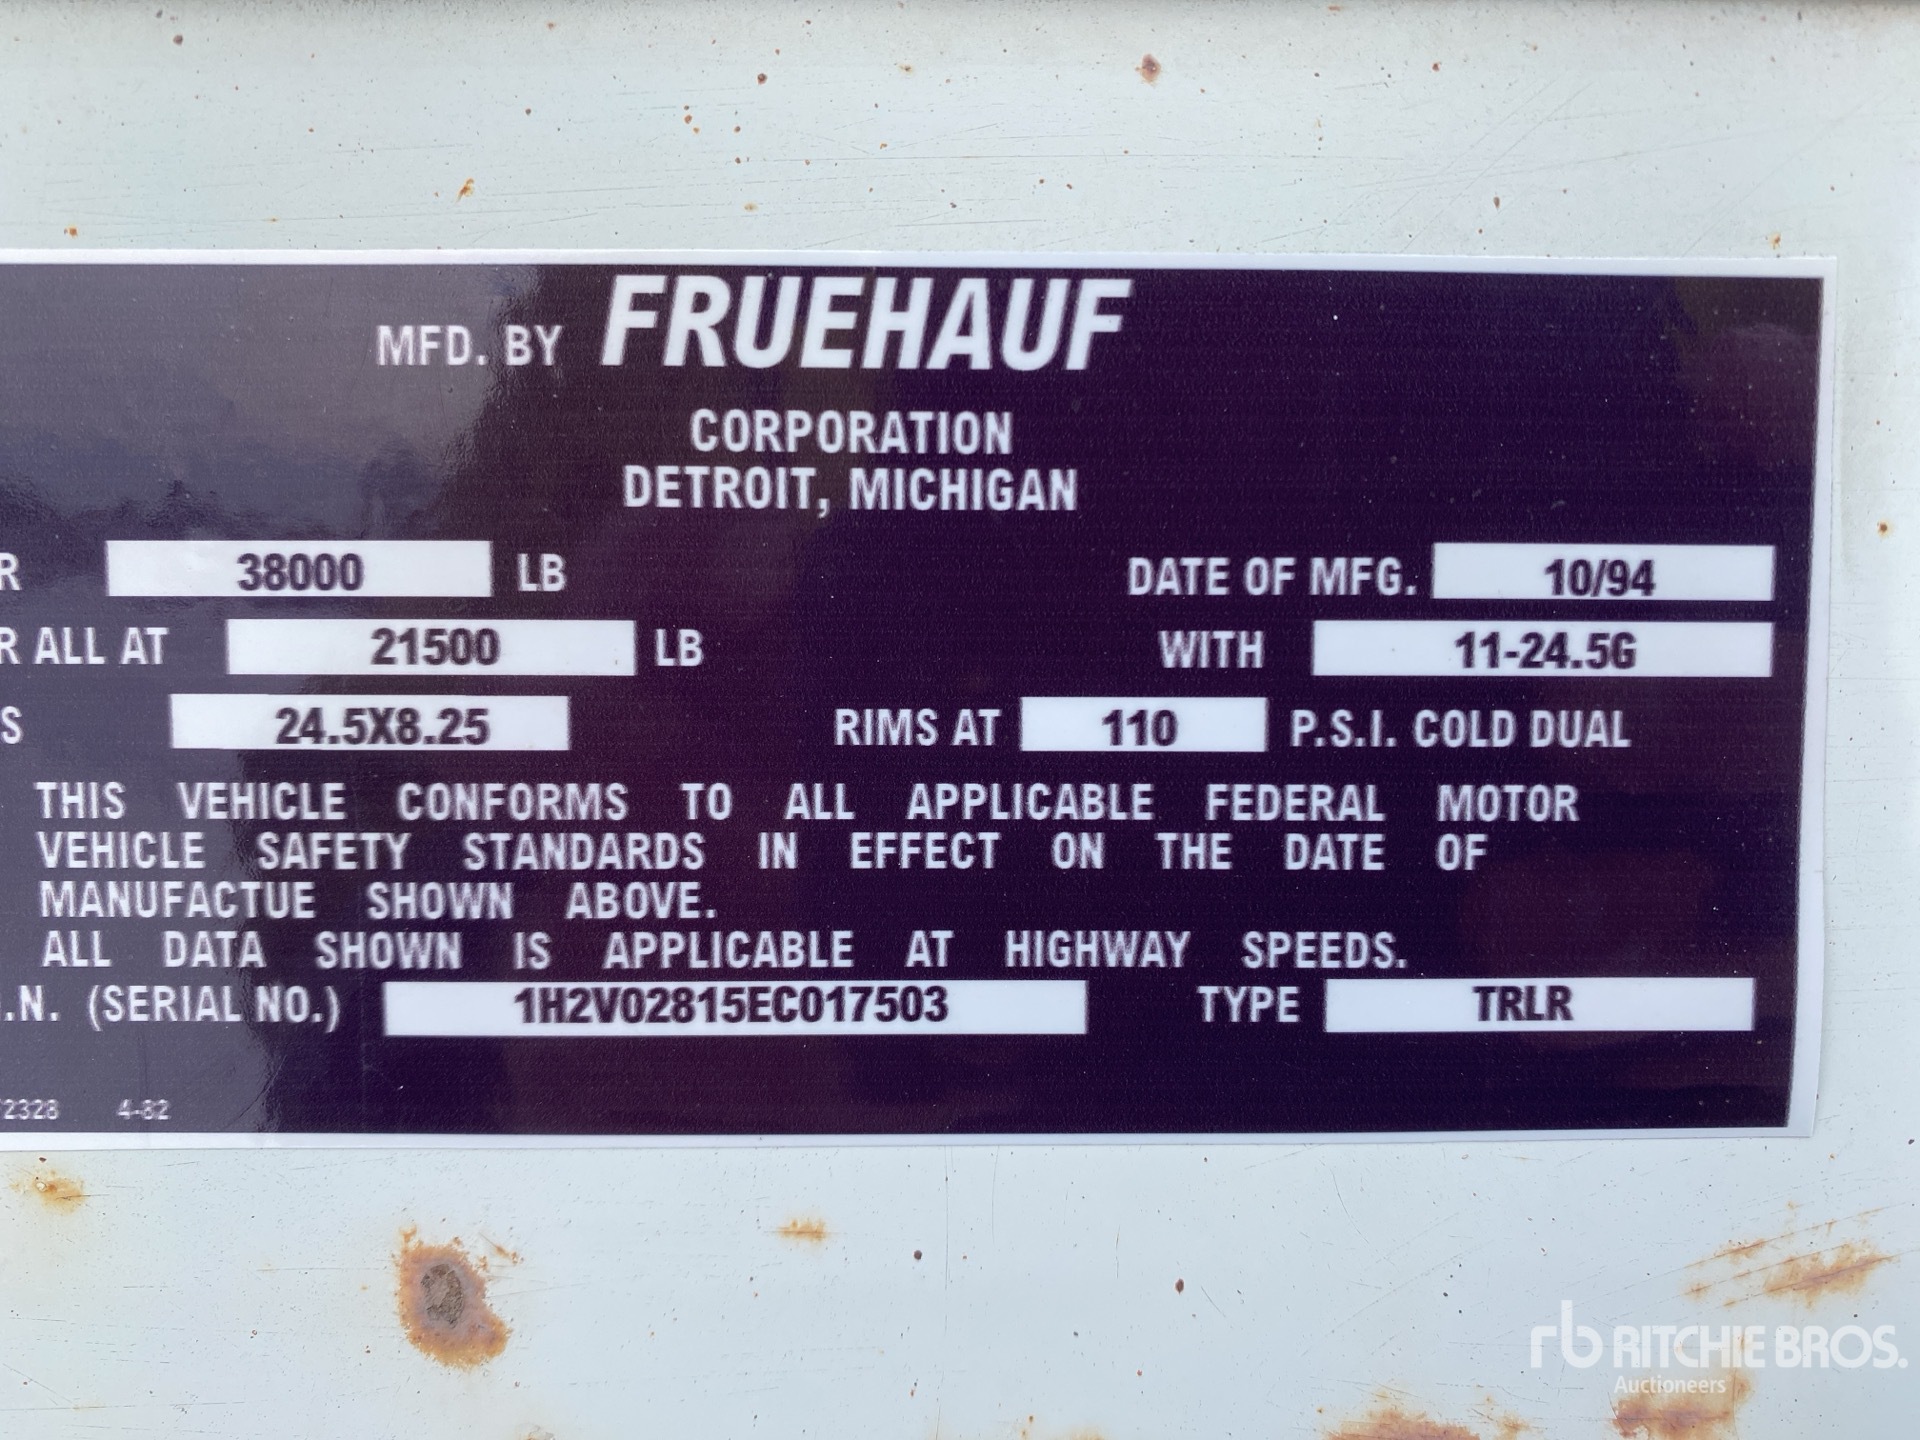 MFD. BY FRUEHAUF
CORPORATION
DETROIT, MICHIGAN
R 38000 LB DATE OF MFG. 10/94
R ALL AT 21500 LB WITH 11-24.5G
S 24.5X8.25 RIMS AT 110 P.S.I. COLD DUAL
THIS VEHICLE CONFORMS TO ALL APPLICABLE FEDERAL MOTOR
VEHICLE SAFETY STANDARDS IN EFFECT ON THE DATE OF
MANUFACTUE SHOWN ABOVE.
ALL DATA SHOWN IS APPLICABLE AT HIGHWAY SPEEDS.
.N. (SERIAL NO.) 1H2V02815EC017503 TYPE TRLR
2328 4-82
rb RITCHIE BROS.
Auctioneers